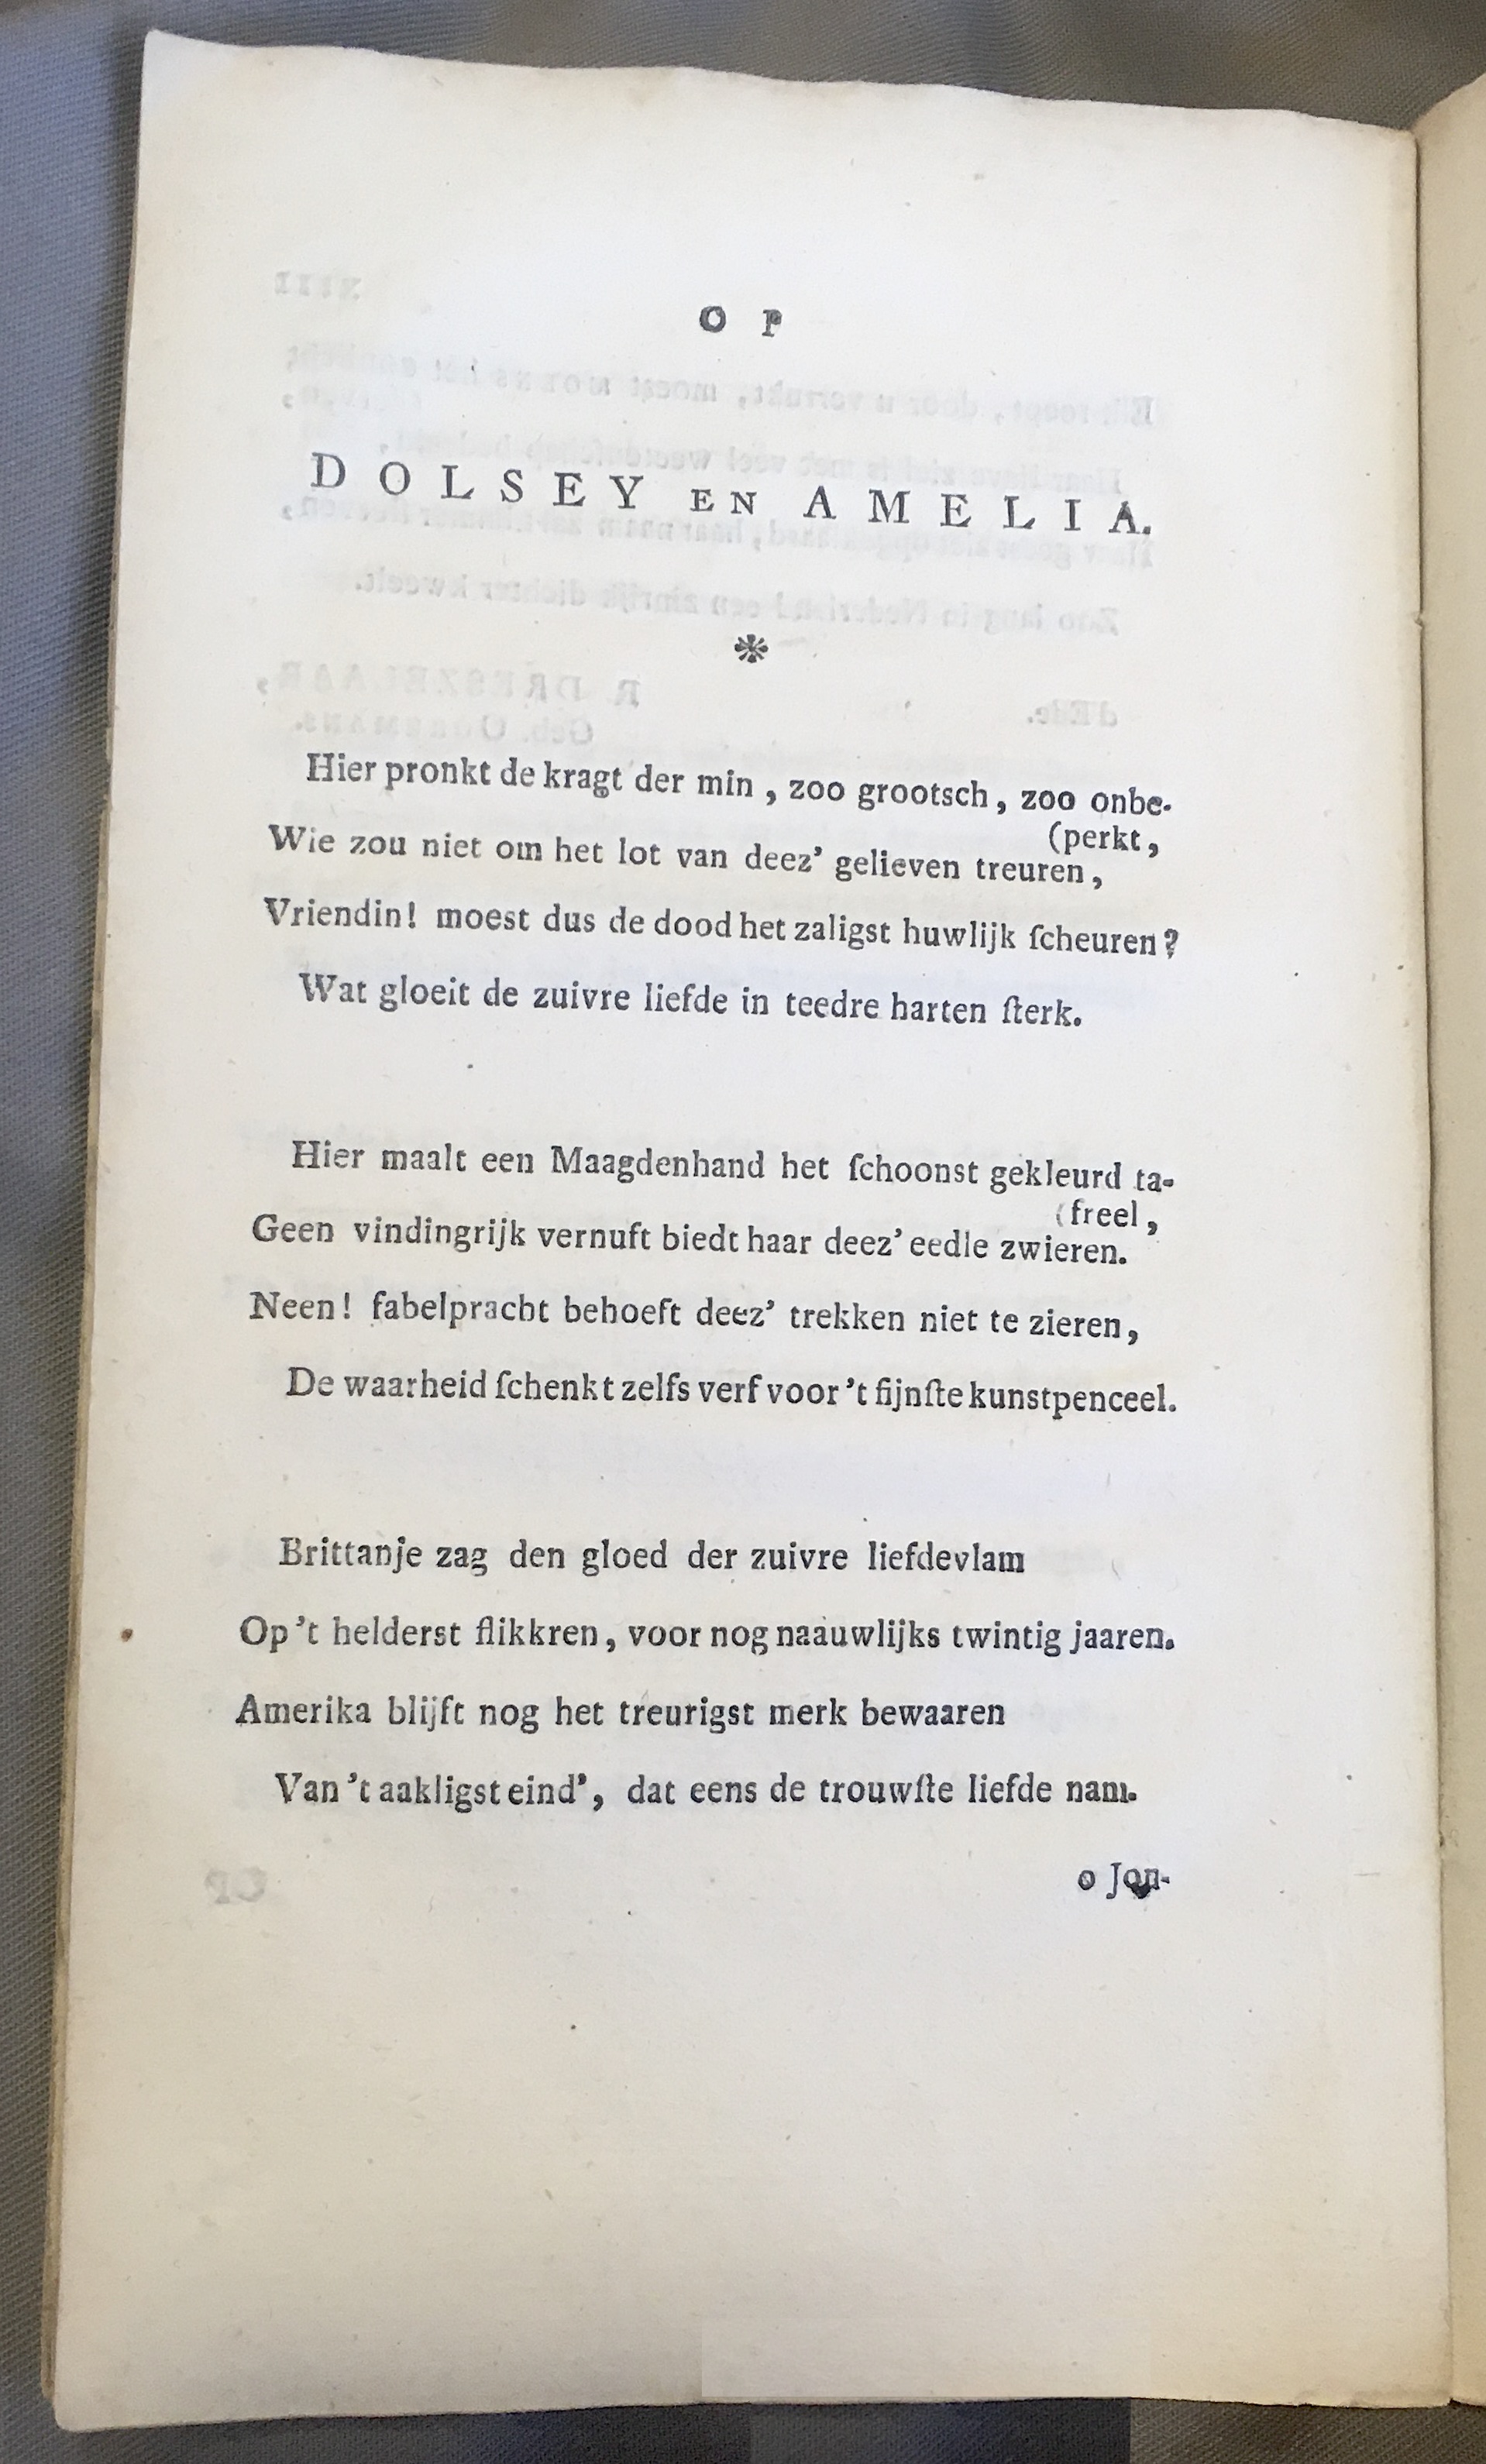 O P
DOLSEY EN AMELIA.
*
Hier pronkt de kragt der min, zoo grootsch, zoo onbe-
(perkt,
Wie zou niet om het lot van deez' gelieven treuren,
Vriendin! moest dus de dood het zaligst huwlijk ſcheuren?
Wat gloeit de zuivre liefde in teedre harten ſterk.
Hier maalt een Maagdenhand het ſchoonst gekleurd ta-
(freel,
Geen vindingrijk vernuft biedt haar deez' eedle zwieren.
Neen! fabelpracht behoeft deez' trekken niet te zieren,
De waarheid ſchenkt zelfs verf voor 't fijnſte kunstpenceel.
Brittanje zag den gloed der zuivre liefdevlam
Op 't helderst flikkren, voor nog naauwlijks twintig jaaren.
Amerika blijft nog het treurigst merk bewaaren
Van 't aakligst eind', dat eens de trouwſte liefde nam.
o Jon-